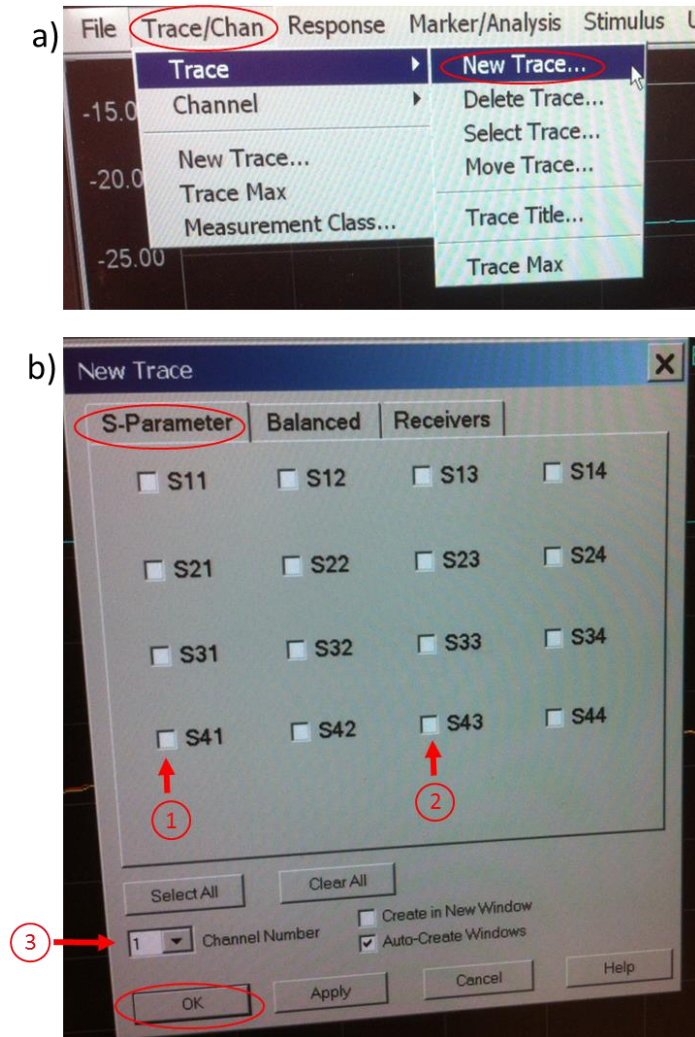 a)
File Trace/Chan Response Marker/Analysis Stimulus U
Trace
Channel
New Trace...
Trace Max
Measurement Class...
New Trace...
Delete Trace...
Select Trace...
Move Trace...
Trace Title...
Trace Max
-15.0
-20.0
-25.00
b)
New Trace
S-Parameter Balanced Receivers
S11 S12 S13 S14
S21 S22 S23 S24
S31 S32 S33 S34
S41 S42 S43 S44
1 2
Select All Clear All
3 1 Channel Number
Create in New Window
Auto-Create Windows
OK Apply Cancel Help